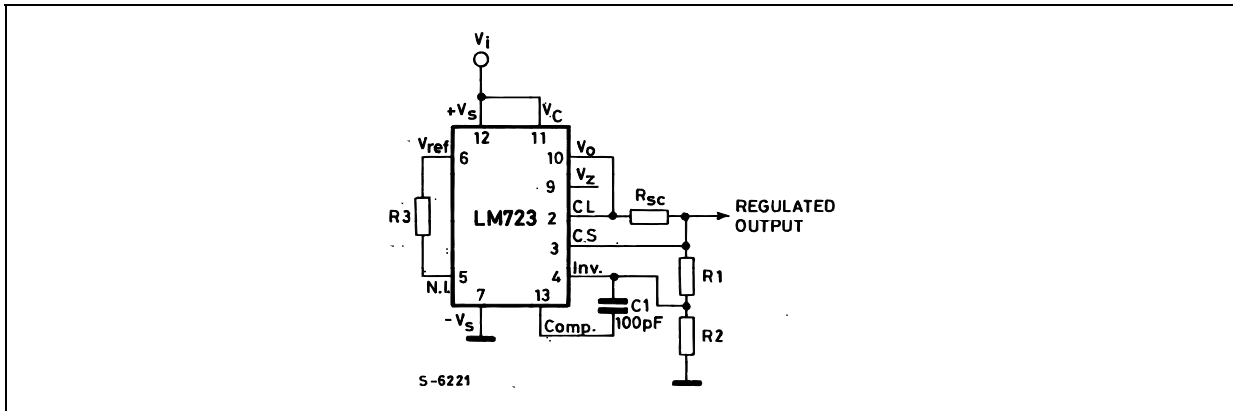 Vi
+Vs
VC
12
11
Vref
6
10
Vo
9
Vz
R3
LM723
2
CL
Rsc
REGULATED
OUTPUT
3
CS
5
N.I
4
Inv.
R1
7
13
C1
100pF
-Vs
Comp.
R2
S-6221